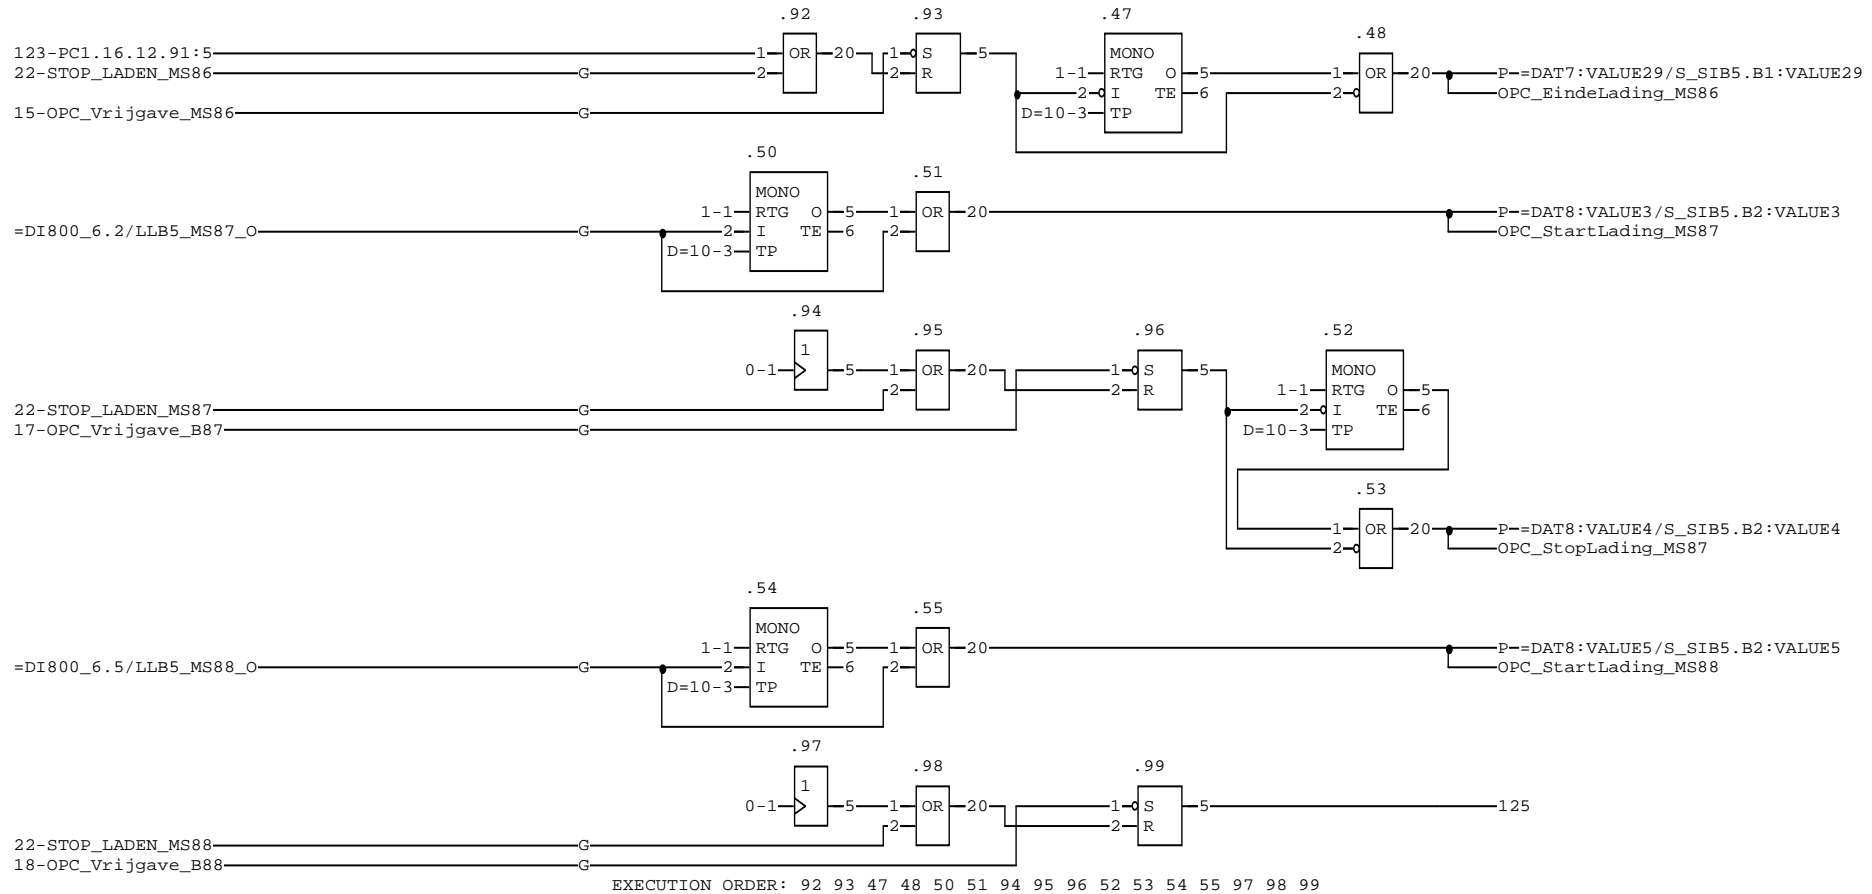 .92 .93 .47 .48
123-PC1.16.12.91:5 1 OR 20 1 S 5 MONO
22-STOP_LADEN_MS86 G 2 2 R 1-1 RTG O 5 1 OR 20 P =DAT7:VALUE29/S_SIB5.B1:VALUE29
2 I TE 6 2 OPC_EindeLading_MS86
15-OPC_Vrijgave_MS86 G D=10-3 TP
.50 .51
MONO
1-1 RTG O 5 1 OR 20 P =DAT8:VALUE3/S_SIB5.B2:VALUE3
=DI800_6.2/LLB5_MS87_O G 2 I TE 6 2 OPC_StartLading_MS87
D=10-3 TP
.94 .95 .96 .52
1
0-1 5 1 OR 20 1 S 5 MONO
2 2 R 1-1 RTG O 5
22-STOP_LADEN_MS87 G 2 I TE 6
17-OPC_Vrijgave_B87 G D=10-3 TP
.53
1 OR 20 P =DAT8:VALUE4/S_SIB5.B2:VALUE4
2 OPC_StopLading_MS87
.54 .55
MONO
1-1 RTG O 5 1 OR 20 P =DAT8:VALUE5/S_SIB5.B2:VALUE5
=DI800_6.5/LLB5_MS88_O G 2 I TE 6 2 OPC_StartLading_MS88
D=10-3 TP
.97 .98 .99
1
0-1 5 1 OR 20 1 S 5 125
2 2 R
22-STOP_LADEN_MS88 G
18-OPC_Vrijgave_B88 G
EXECUTION ORDER: 92 93 47 48 50 51 94 95 96 52 53 54 55 97 98 99